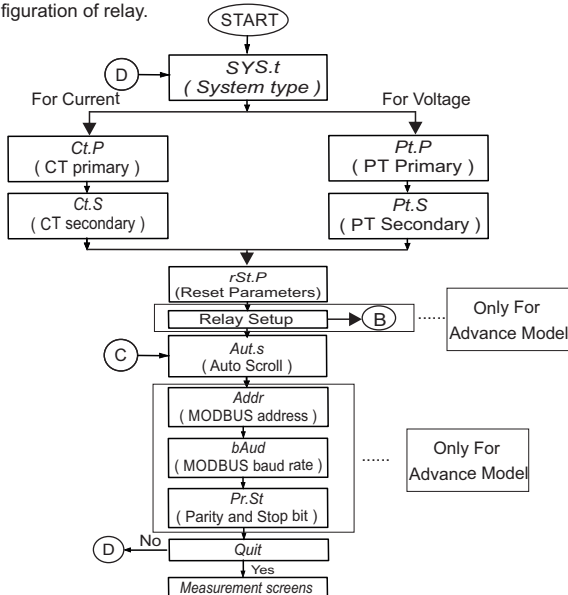 figuration of relay.
START
D
SYS.t
( System type )
For Current
For Voltage
Ct.P
( CT primary )
Pt.P
( PT Primary )
Ct.S
( CT secondary )
Pt.S
( PT Secondary )
rSt.P
(Reset Parameters)
Relay Setup
B
......
Only For
Advance Model
C
Aut.s
( Auto Scroll )
Addr
( MODBUS address )
bAud
( MODBUS baud rate )
......
Only For
Advance Model
Pr.St
( Parity and Stop bit )
D
No
Quit
Yes
Measurement screens